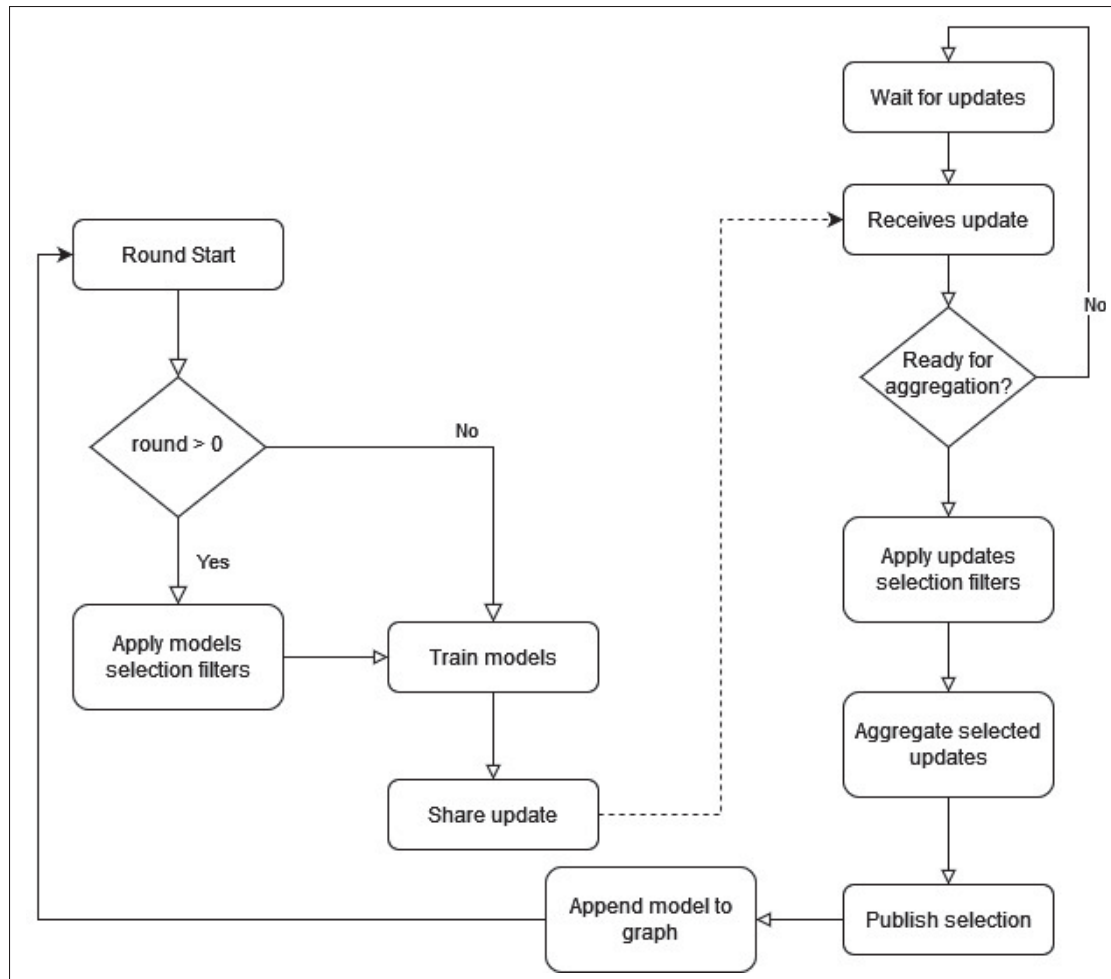 Wait for updates
Receives update
Round Start
No
Ready for
aggregation?
round > 0
No
Yes
Apply updates
selection filters
Apply models
selection filters
Train models
Aggregate selected
updates
Share update
Append model to
graph
Publish selection